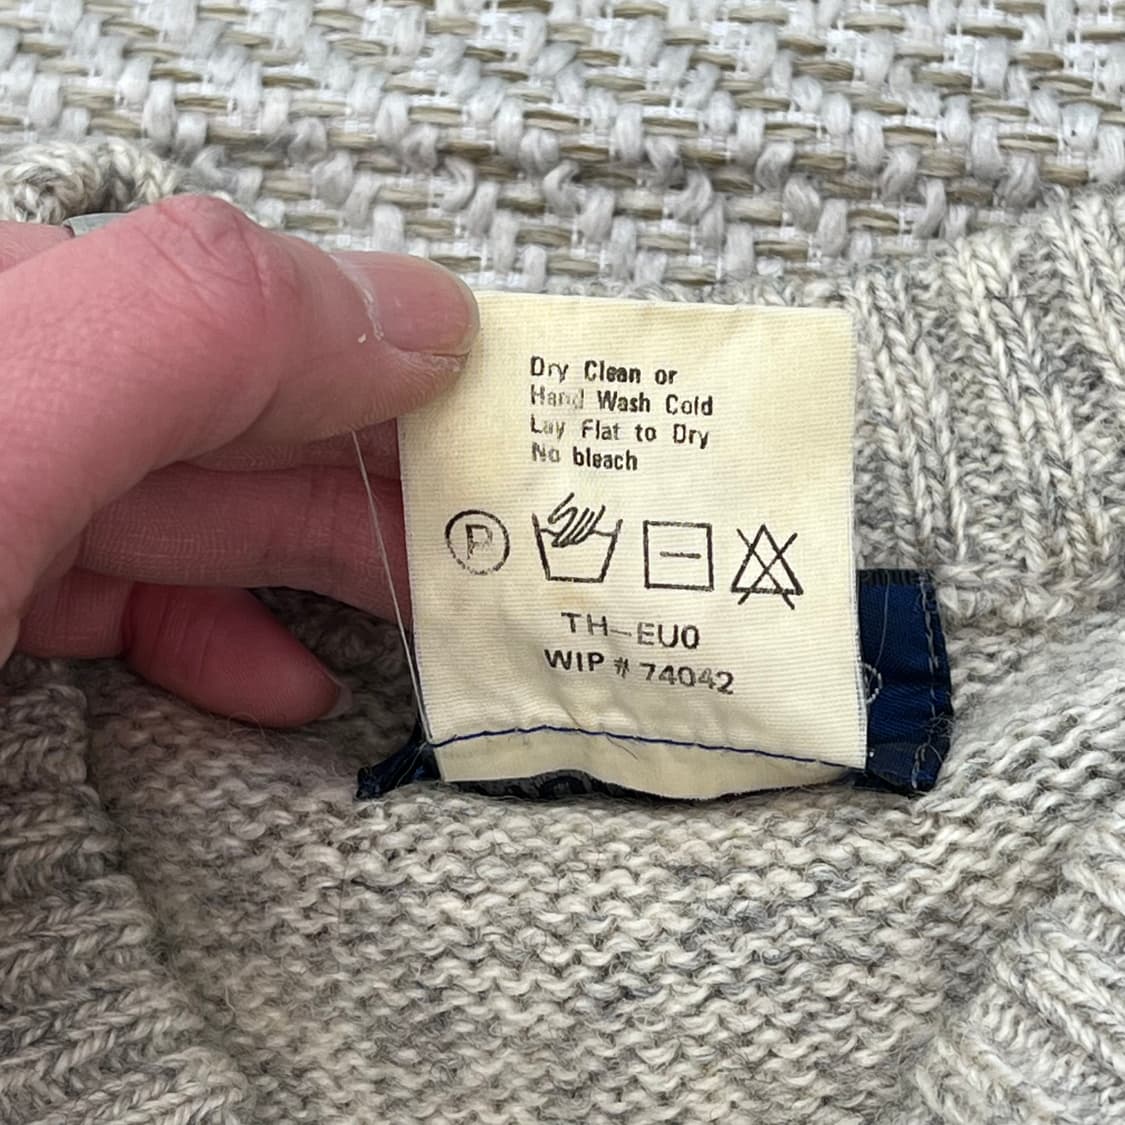 Dry Clean or
Hand Wash Cold
Lay Flat to Dry
No bleach
P
TH-EU0
WIP # 74042